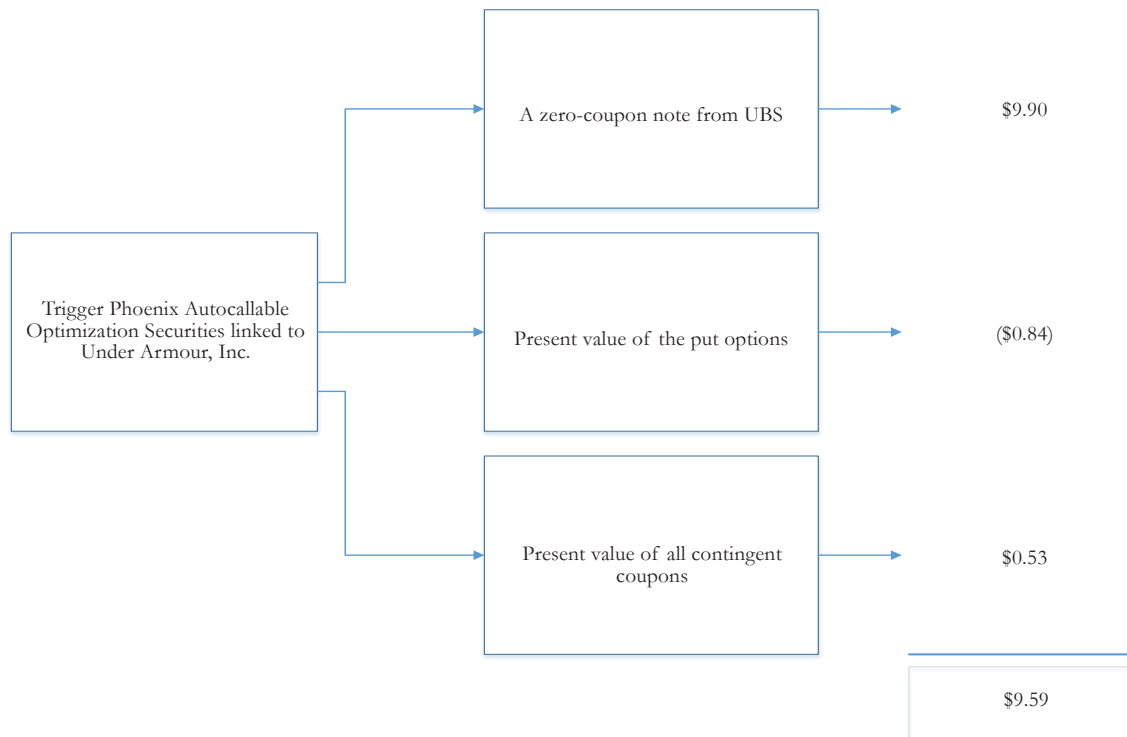 A zero-coupon note from UBS
$9.90
Trigger Phoenix Autocallable
Optimization Securities linked to
Under Armour, Inc.
Present value of the put options
($0.84)
Present value of all contingent
coupons
$0.53
$9.59